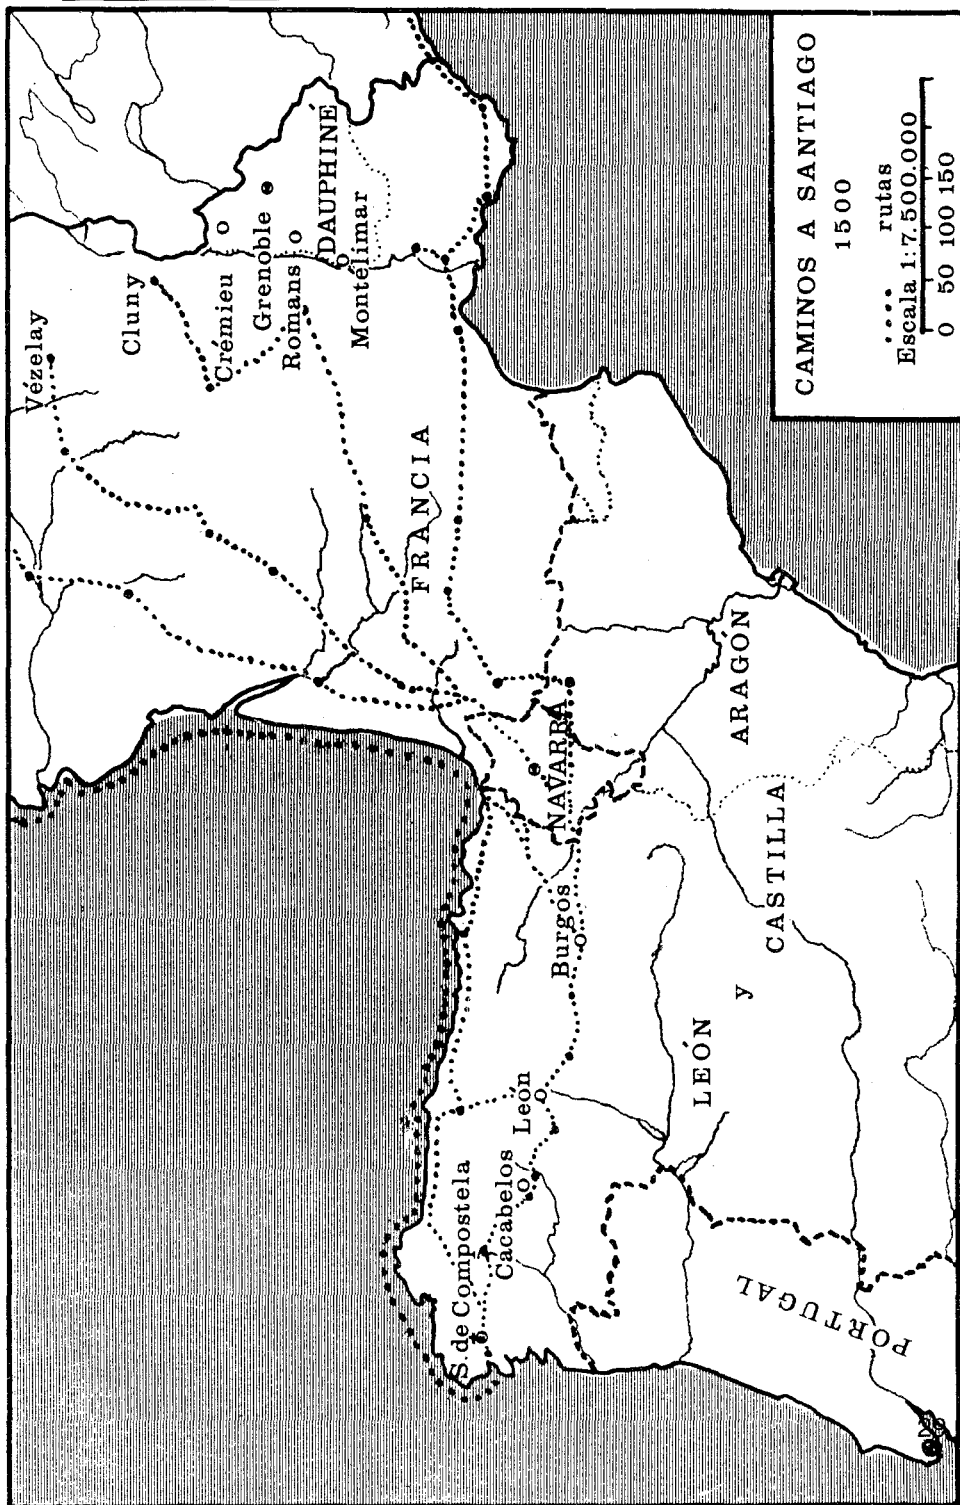 CAMINOS A SANTIAGO
1500
rutas
Escala 1:7.500.000
0 50 100 150
Vézelay
Cluny
Crémieu
Grenoble
Romans
DAUPHINÉ
Montélimar
FRANCIA
NAVARRA
ARAGÓN
Burgos
CASTILLA
y
LEÓN
León
Cacabelos
S. de Compostela
PORTUGAL